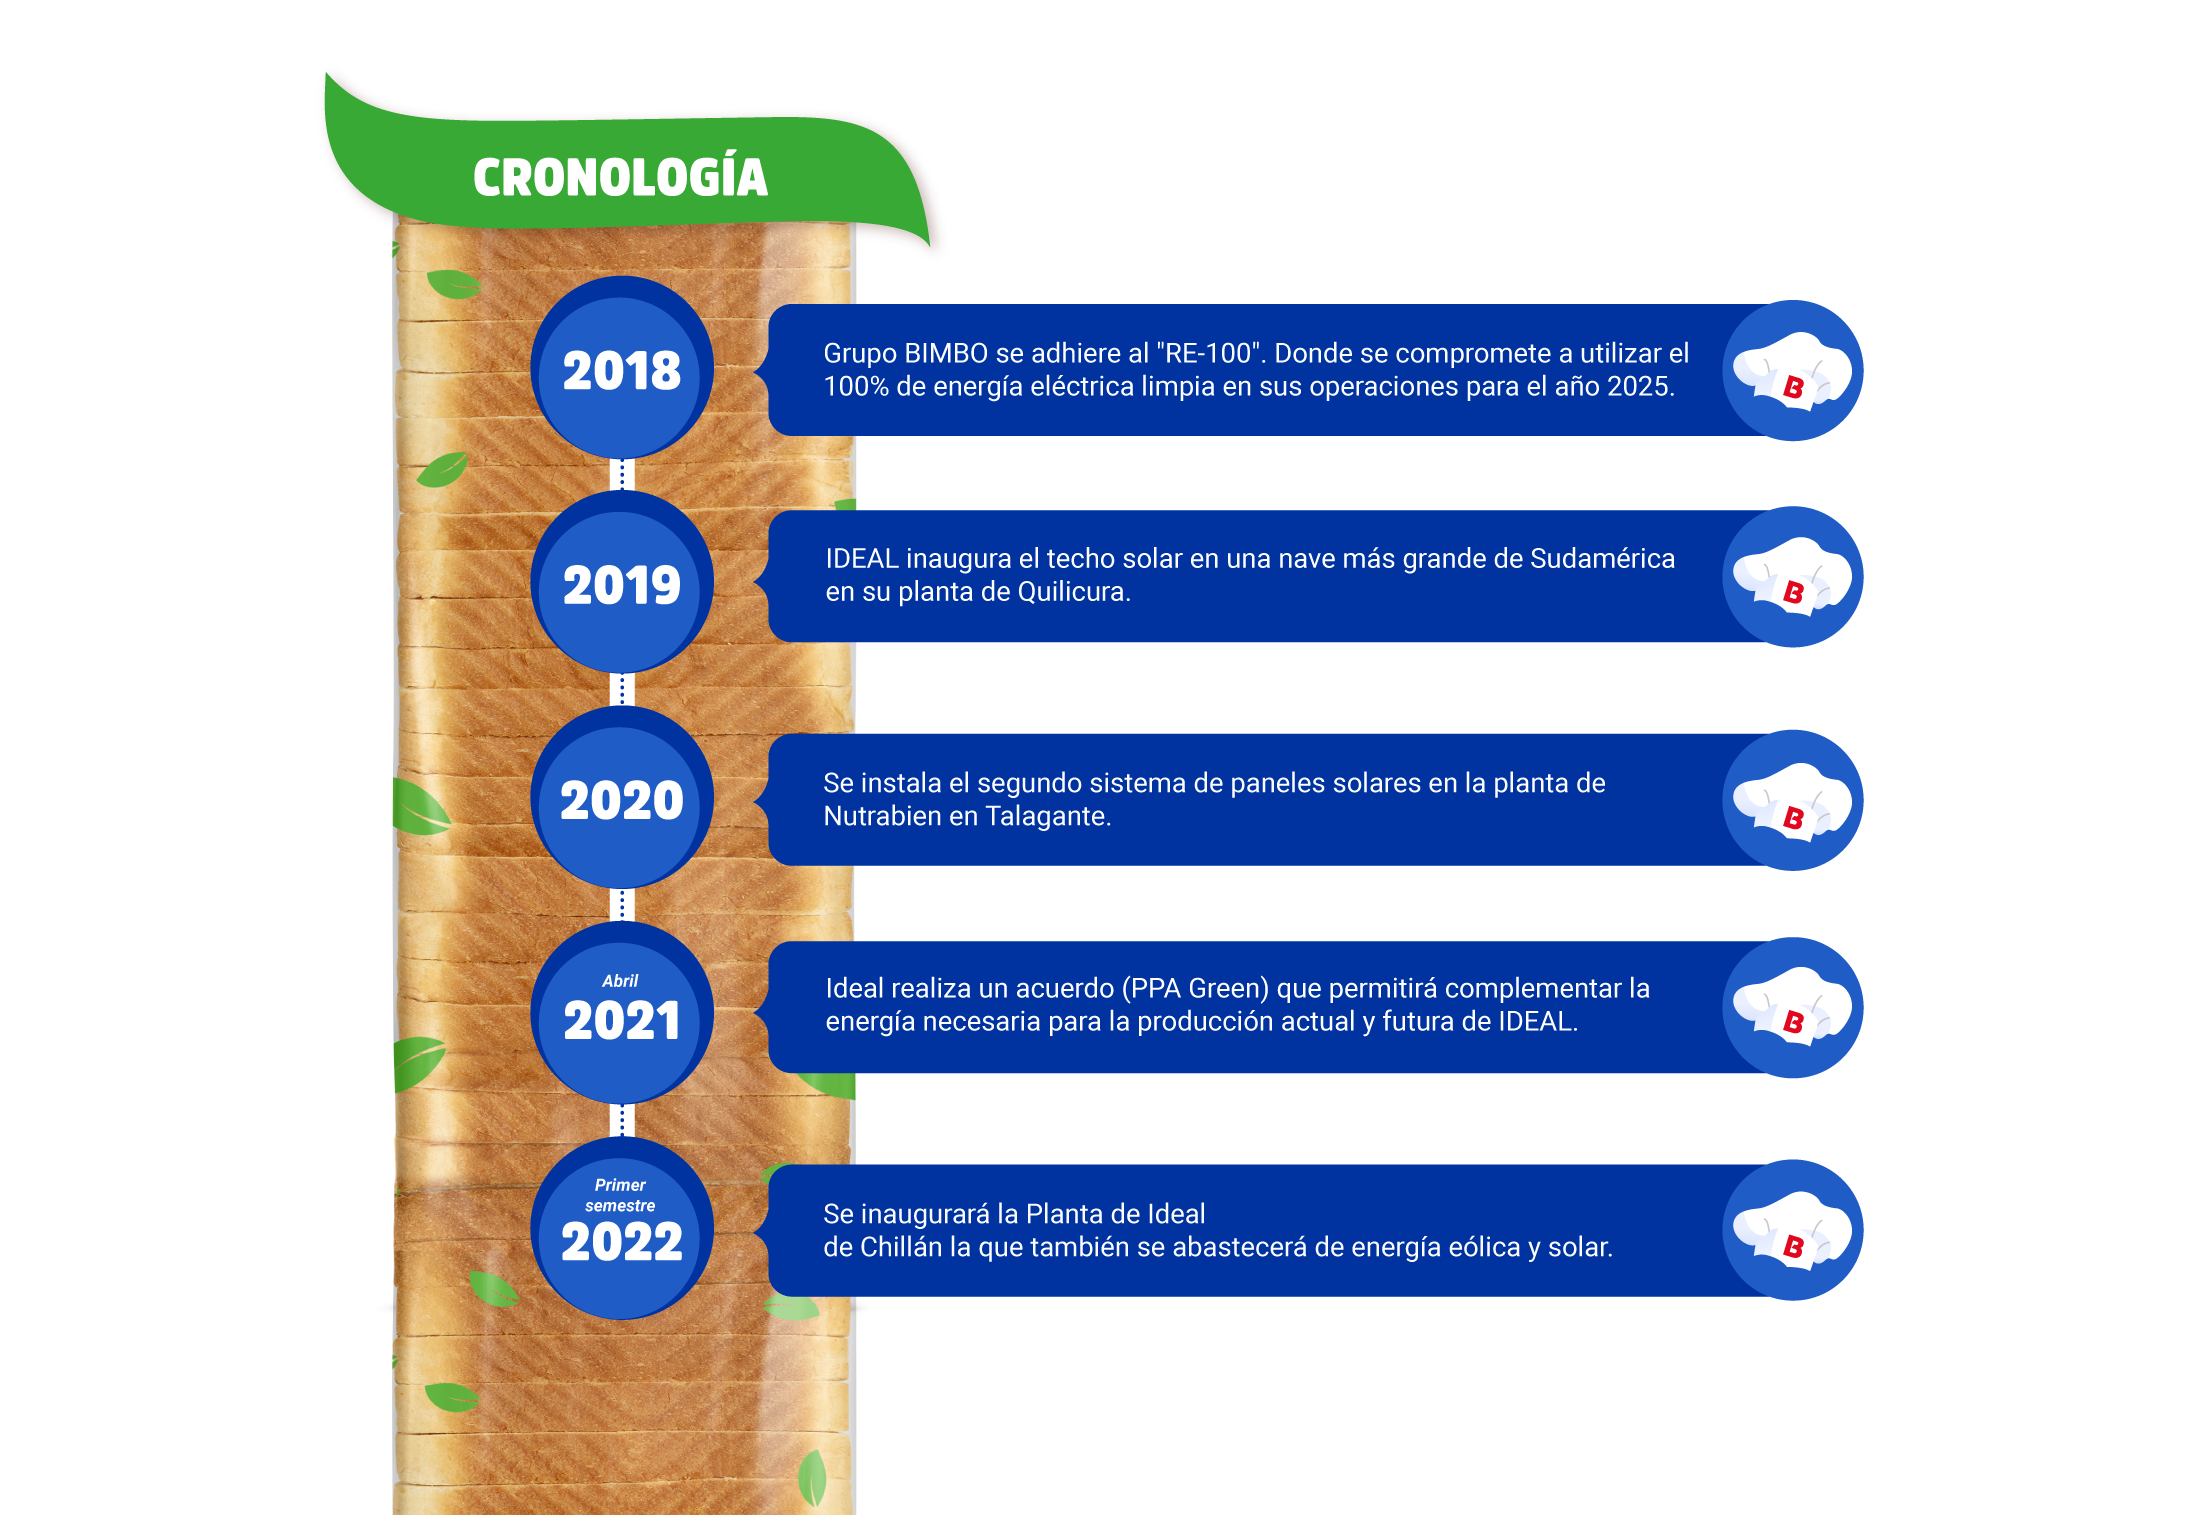 CRONOLOGÍA
2018
Grupo BIMBO se adhiere al "RE-100". Donde se compromete a utilizar el
100% de energía eléctrica limpia en sus operaciones para el año 2025.
B
2019
IDEAL inaugura el techo solar en una nave más grande de Sudamérica
en su planta de Quilicura.
B
2020
Se instala el segundo sistema de paneles solares en la planta de
Nutrabien en Talagante.
B
Abril
2021
Ideal realiza un acuerdo (PPA Green) que permitirá complementar la
energía necesaria para la producción actual y futura de IDEAL.
B
Primer
semestre
2022
Se inaugurará la Planta de Ideal
de Chillán la que también se abastecerá de energía eólica y solar.
B